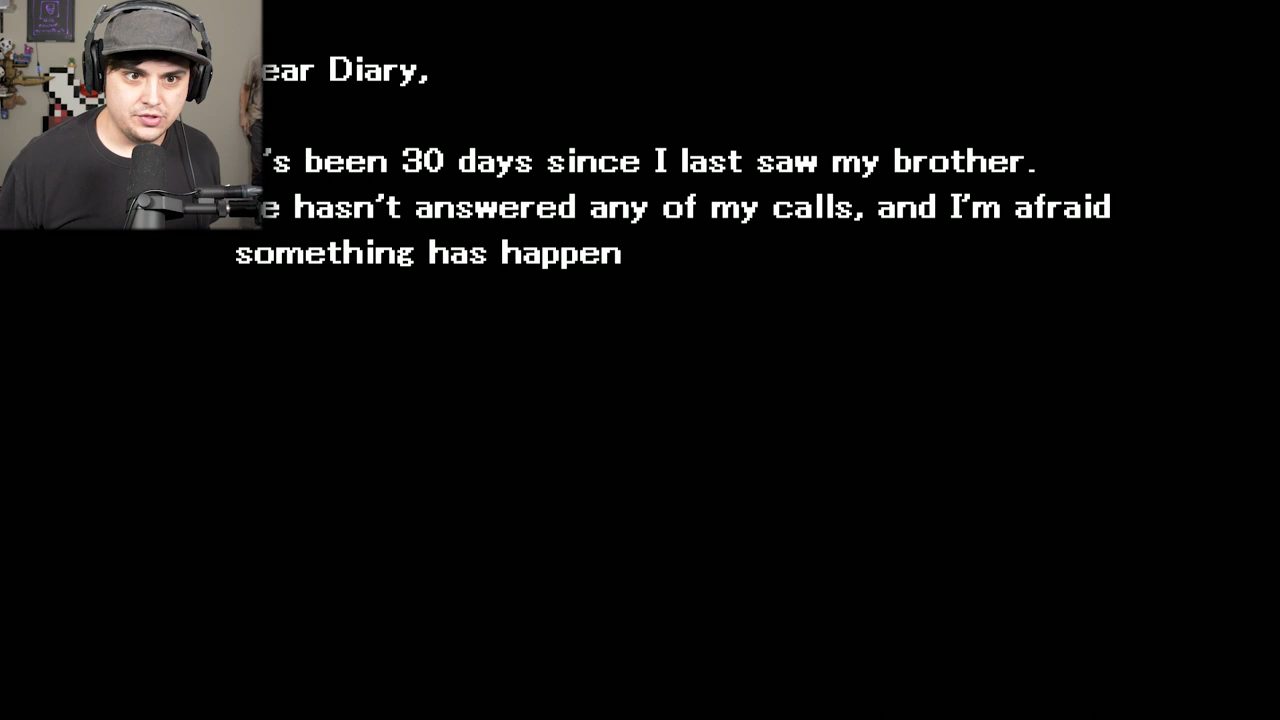 ear Diary,
's been 30 days since I last saw my brother.
e hasn't answered any of my calls, and I'm afraid
something has happen